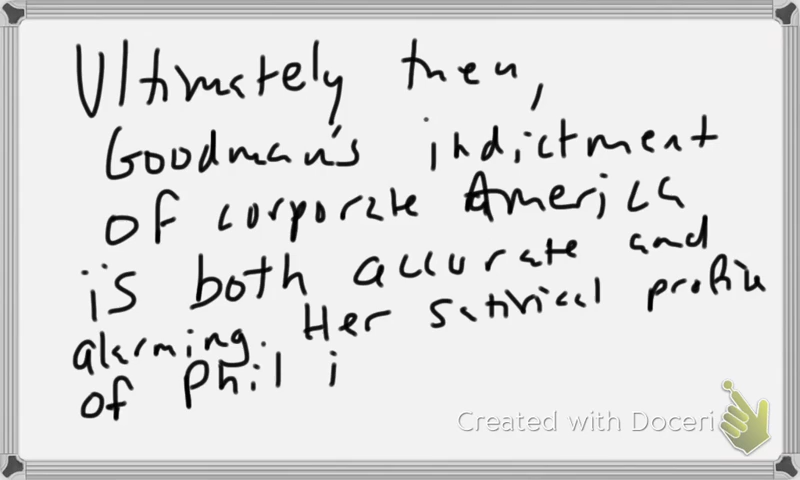 Ultimately then,
Goodman's indictment
of corporate America
is both accurate and
alarming. Her satirical profile
of Phil i
Created with Doceri